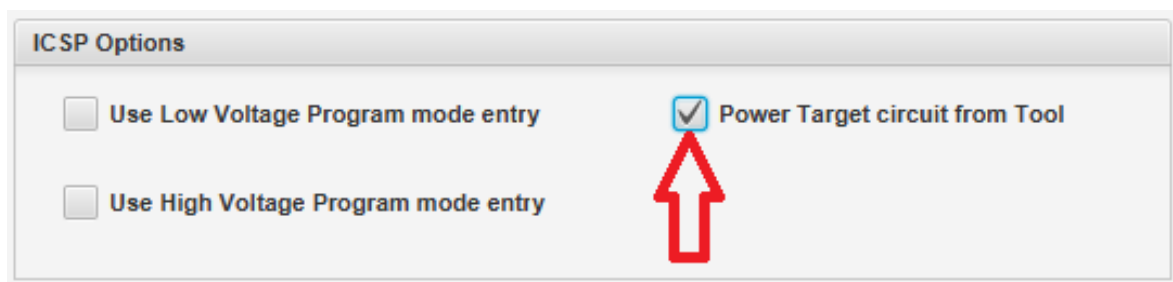 ICSP Options
Use Low Voltage Program mode entry
Power Target circuit from Tool
Use High Voltage Program mode entry